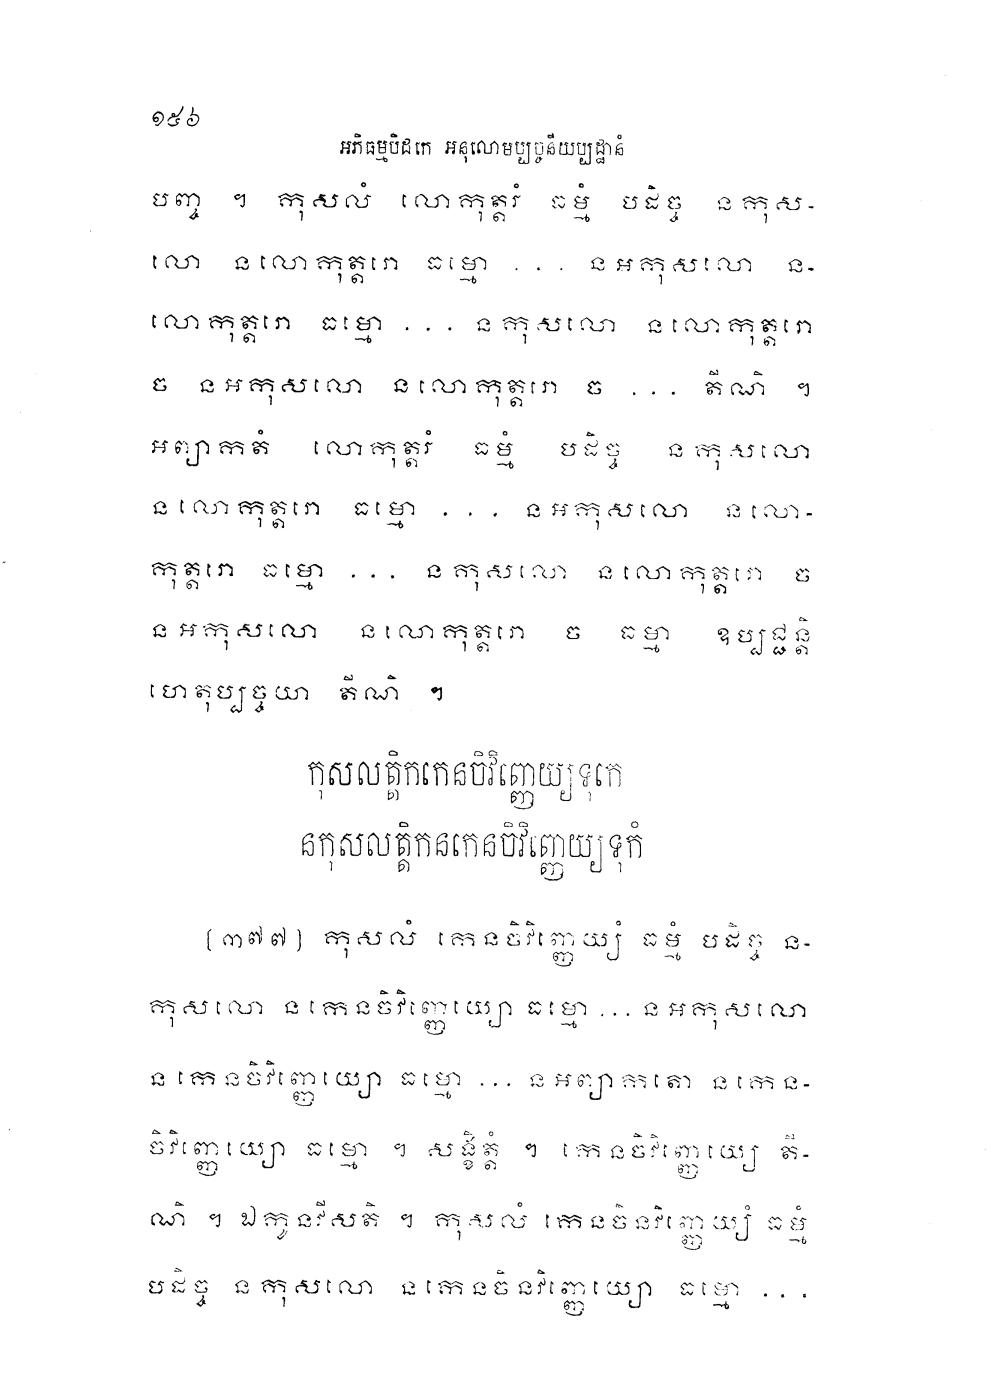 ១៥៦
អភិធម្មបិដកេ អនុលោមប្បច្ចនីយប្បដ្ឋានំ
បញ្ច ។ កុសលំ លោកុត្តរំ ធម្មំ បដិច្ច នកុស-
លោ នលោកុត្តរោ ធម្មោ ... នអកុសលោ ន-
លោកុត្តរោ ធម្មោ ... នកុសលោ នលោកុត្តរោ
ច នអកុសលោ នលោកុត្តរោ ច ... តីណិ ។
អព្យាកតំ លោកុត្តរំ ធម្មំ បដិច្ច នកុសលោ
នលោកុត្តរោ ធម្មោ ... នអកុសលោ នលោ-
កុត្តរោ ធម្មោ ... នកុសលោ នលោកុត្តរោ ច
នអកុសលោ នលោកុត្តរោ ច ធម្មា ឧប្បជ្ជន្តិ
ហេតុប្បច្ចយា តីណិ ។
កុសលត្តិកកេនចិវិញ្ញេយ្យទុកេ
នកុសលត្តិកនកេនចិវិញ្ញេយ្យទុកំ
[៣៧៧] កុសលំ កេនចិវិញ្ញេយ្យំ ធម្មំ បដិច្ច ន-
កុសលោ នកេនចិវិញ្ញេយ្យោ ធម្មោ ... នអកុសលោ
នកេនចិវិញ្ញេយ្យោ ធម្មោ ... នអព្យាកតោ នកេន-
ចិវិញ្ញេយ្យោ ធម្មោ ។ សង្ខិត្តំ ។ កេនចិវិញ្ញេយ្យេ តី-
ណិ ។ ឯកូនវីសតិ ។ កុសលំ កេនចិនវិញ្ញេយ្យំ ធម្មំ
បដិច្ច នកុសលោ នកេនចិនវិញ្ញេយ្យោ ធម្មោ ...